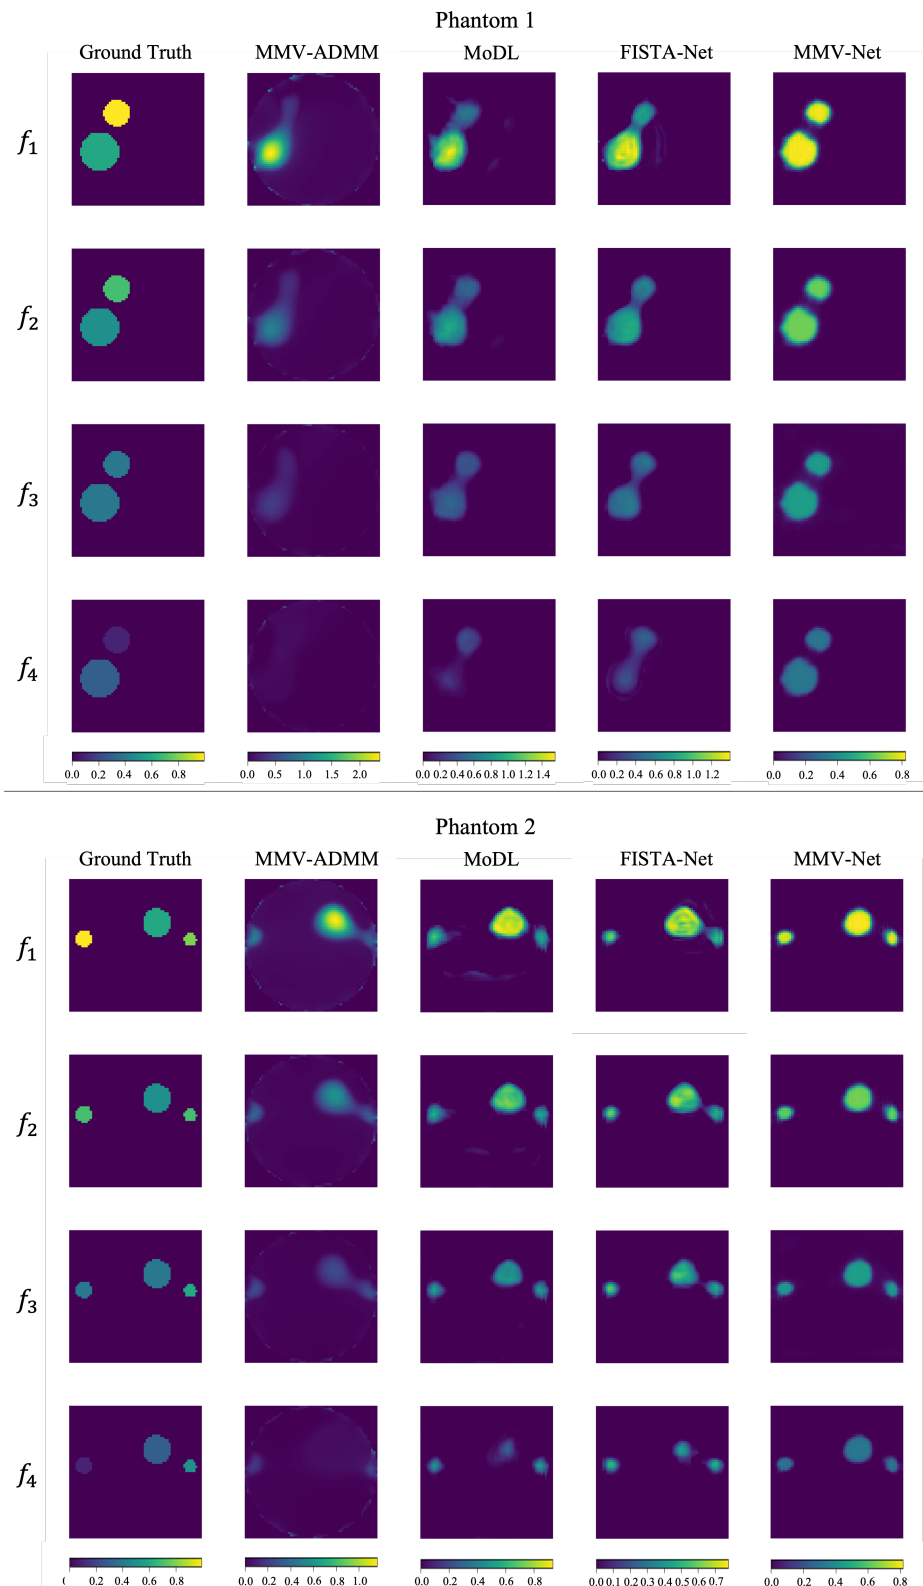 Phantom 1
Ground Truth MMV-ADMM MoDL FISTA-Net MMV-Net
f1
f2
f3
f4
0.0 0.2 0.4 0.6 0.8 0.0 0.5 1.0 1.5 2.0 0.0 0.2 0.4 0.6 0.8 1.0 1.2 1.4 0.0 0.2 0.4 0.6 0.8 1.0 1.2 0.0 0.2 0.4 0.6 0.8
Phantom 2
Ground Truth MMV-ADMM MoDL FISTA-Net MMV-Net
f1
f2
f3
f4
0.2 0.4 0.6 0.8 0.0 0.2 0.4 0.6 0.8 1.0 0.0 0.2 0.4 0.6 0.8 0.0 0.1 0.2 0.3 0.4 0.5 0.6 0.7 0.0 0.2 0.4 0.6 0.8